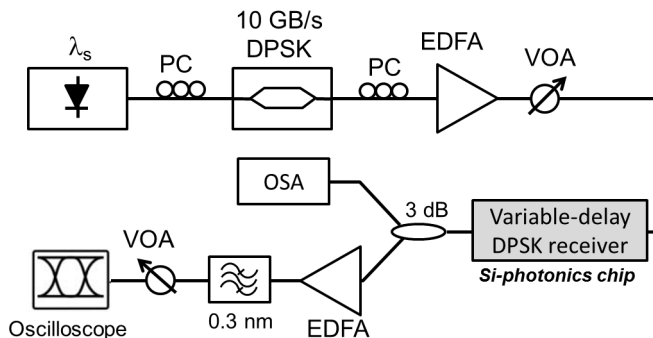 λs
PC
10 GB/s
DPSK
PC
EDFA
VOA
OSA
3 dB
Variable-delay
DPSK receiver
Si-photonics chip
VOA
Oscilloscope
0.3 nm
EDFA